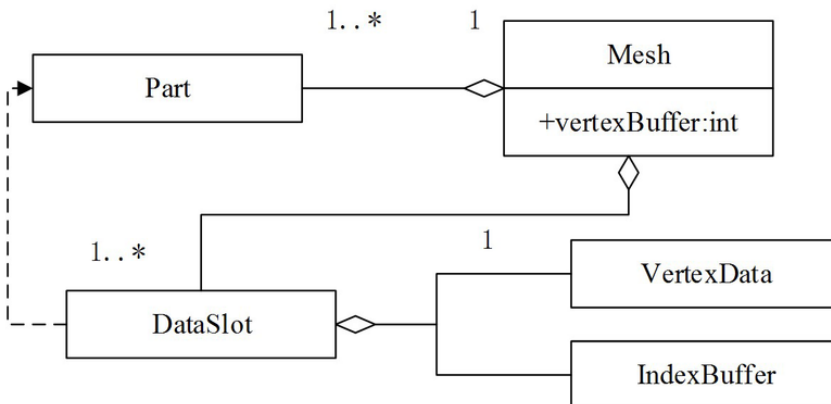 1..* 1
Mesh
Part
+vertexBuffer:int
1..* 1
VertexData
DataSlot
IndexBuffer